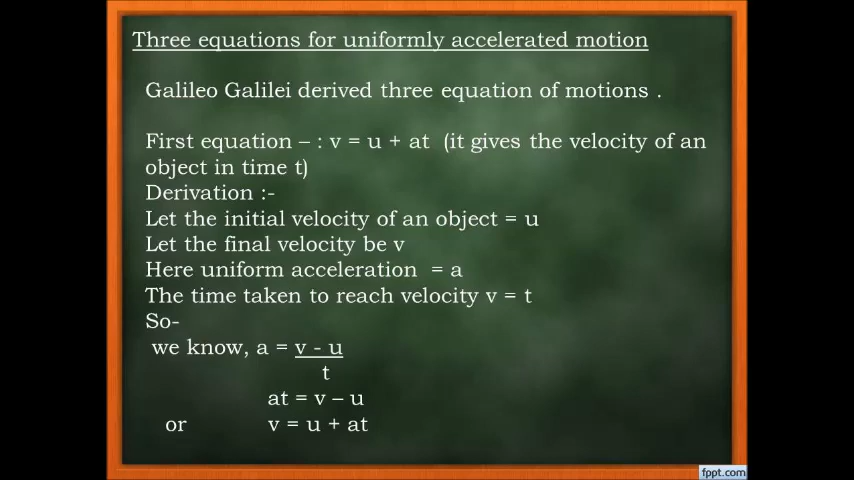 Three equations for uniformly accelerated motion
Galileo Galilei derived three equation of motions .
First equation – : v = u + at (it gives the velocity of an
object in time t)
Derivation :-
Let the initial velocity of an object = u
Let the final velocity be v
Here uniform acceleration = a
The time taken to reach velocity v = t
So-
we know, a = v - u
t
at = v – u
or v = u + at
fppt.com